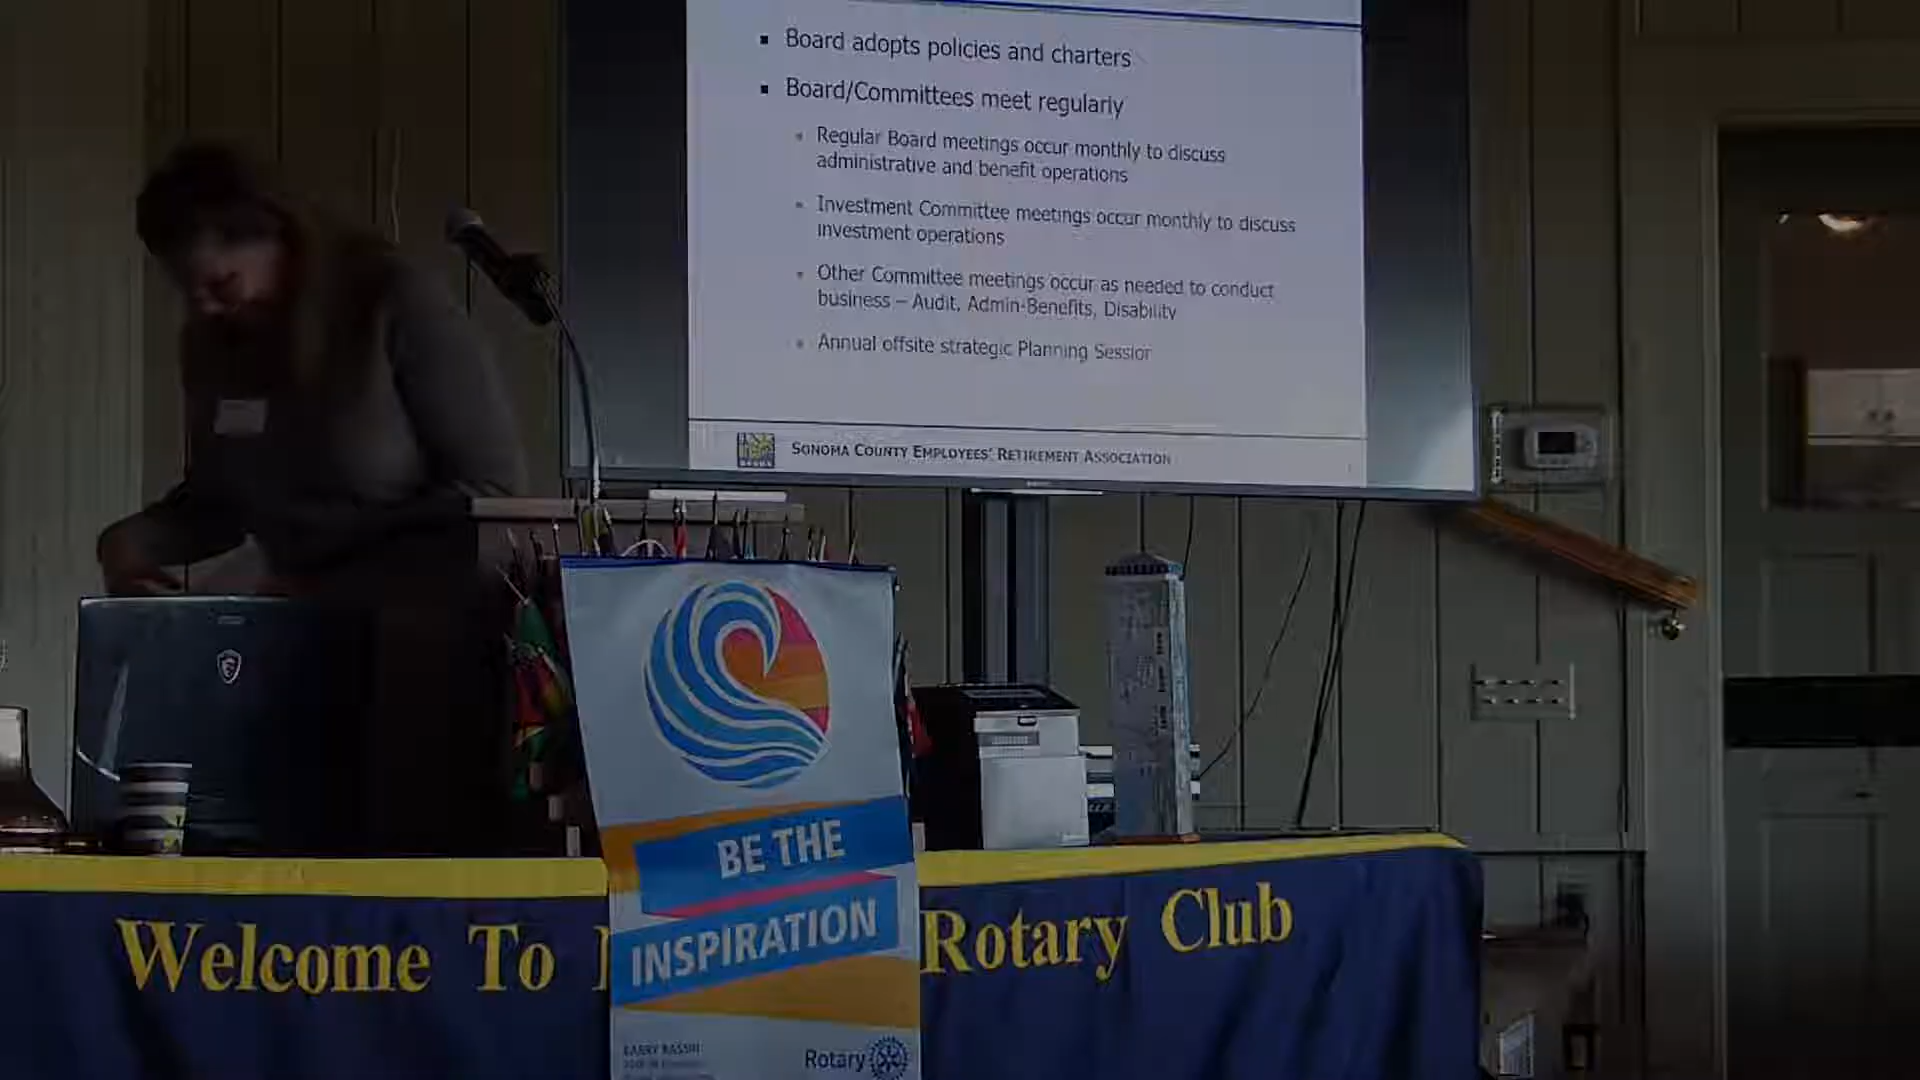 Board adopts policies and charters
Board/Committees meet regularly
Regular Board meetings occur monthly to discuss
administrative and benefit operations
Investment Committee meetings occur monthly to discuss
investment operations
Other Committee meetings occur as needed to conduct
business – Audit, Admin-Benefits, Disability
Annual offsite strategic Planning Session
SONOMA COUNTY EMPLOYEES' RETIREMENT ASSOCIATION
BE THE
INSPIRATION
Welcome To Rotary Club
Rotary